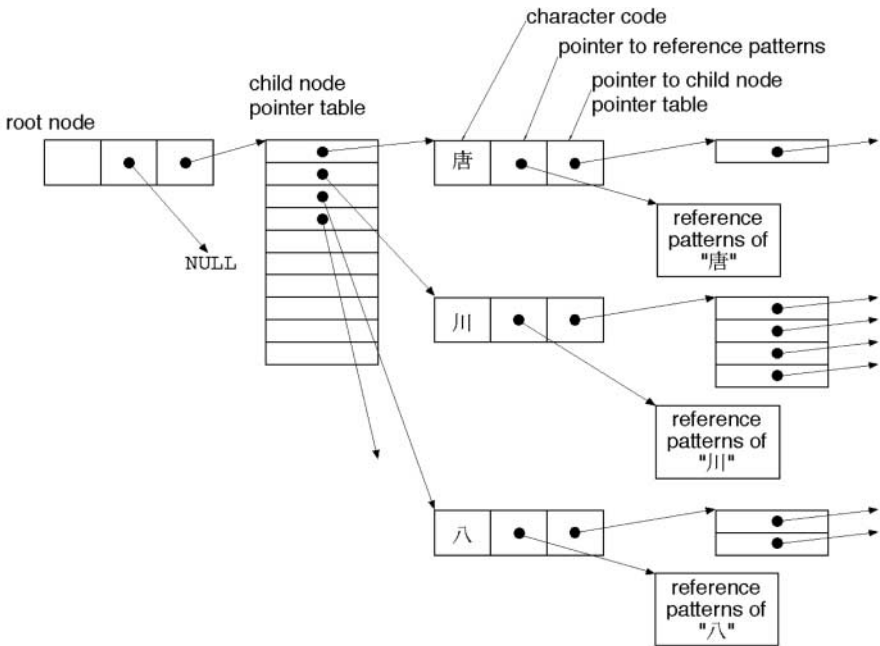 character code
pointer to reference patterns
child node
pointer table
pointer to child node
pointer table
root node
唐
NULL
reference
patterns of
"唐"
川
reference
patterns of
"川"
八
reference
patterns of
"八"